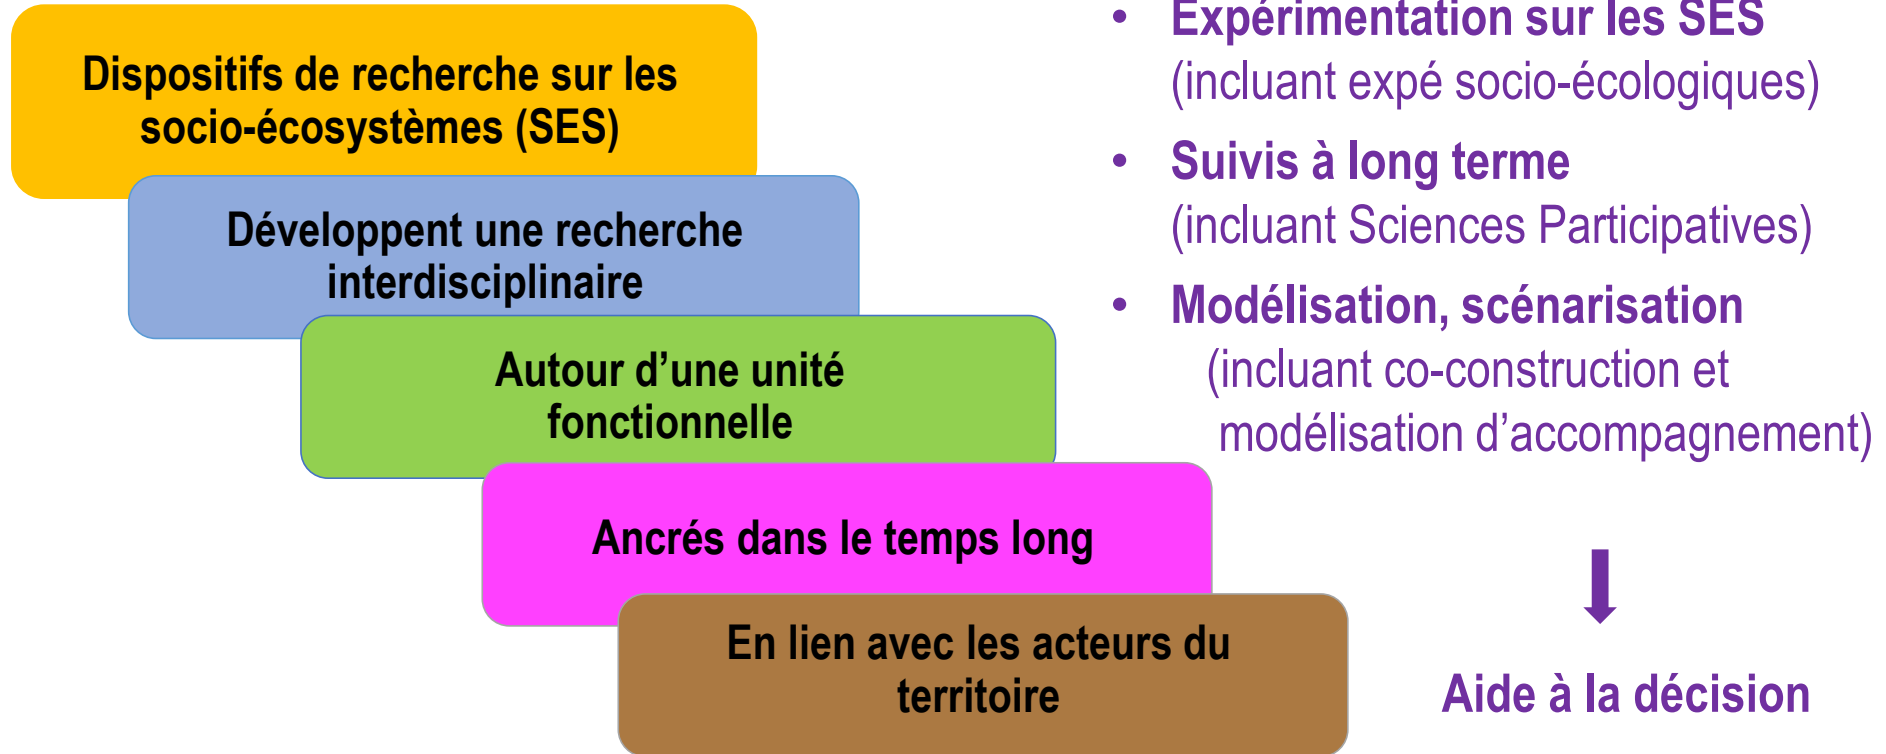 Dispositifs de recherche sur les
socio-écosystèmes (SES)
Développent une recherche
interdisciplinaire
Autour d’une unité
fonctionnelle
Ancrés dans le temps long
En lien avec les acteurs du
territoire
• Expérimentation sur les SES
(incluant expé socio-écologiques)
• Suivis à long terme
(incluant Sciences Participatives)
• Modélisation, scénarisation
(incluant co-construction et
modélisation d’accompagnement)
Aide à la décision